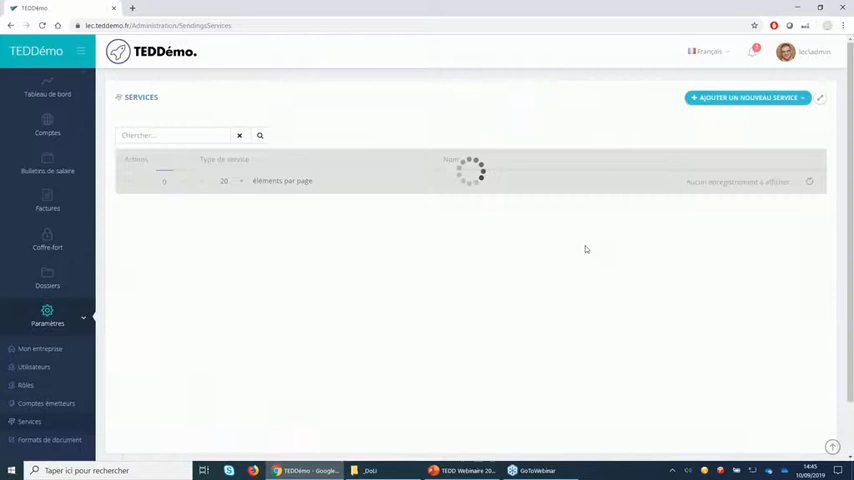 TEDDémo
lec.teddemo.fr/Administration/SendingsServices
TEDDémo
TEDDémo.
Français
3
lec\admin
Tableau de bord
Comptes
Bulletins de salaire
Factures
Coffre-fort
Dossiers
Paramètres
Mon entreprise
Utilisateurs
Rôles
Comptes émetteurs
Services
Formats de document
SERVICES
+ AJOUTER UN NOUVEAU SERVICE
Chercher...
Actions Type de service Nom
0 20 éléments par page Aucun enregistrement à afficher
Taper ici pour rechercher
TEDDémo - Google...
_DoLi
TEDD Webinaire 20...
GoToWebinar
14:45
10/09/2019